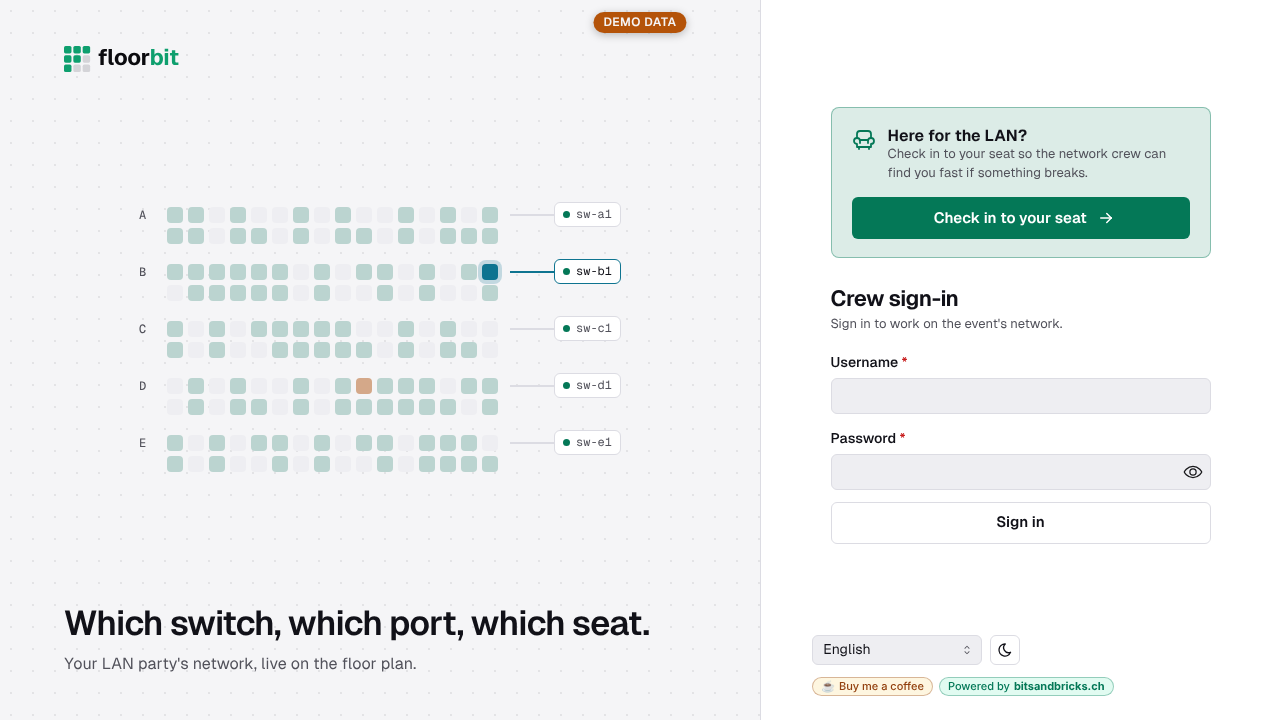 DEMO DATA
floorbit
A
sw-a1
B
sw-b1
C
sw-c1
D
sw-d1
E
sw-e1
Which switch, which port, which seat.
Your LAN party's network, live on the floor plan.
Here for the LAN?
Check in to your seat so the network crew can
find you fast if something breaks.
Check in to your seat →
Crew sign-in
Sign in to work on the event's network.
Username *
Password *
Sign in
English
☕ Buy me a coffee
Powered by bitsandbricks.ch